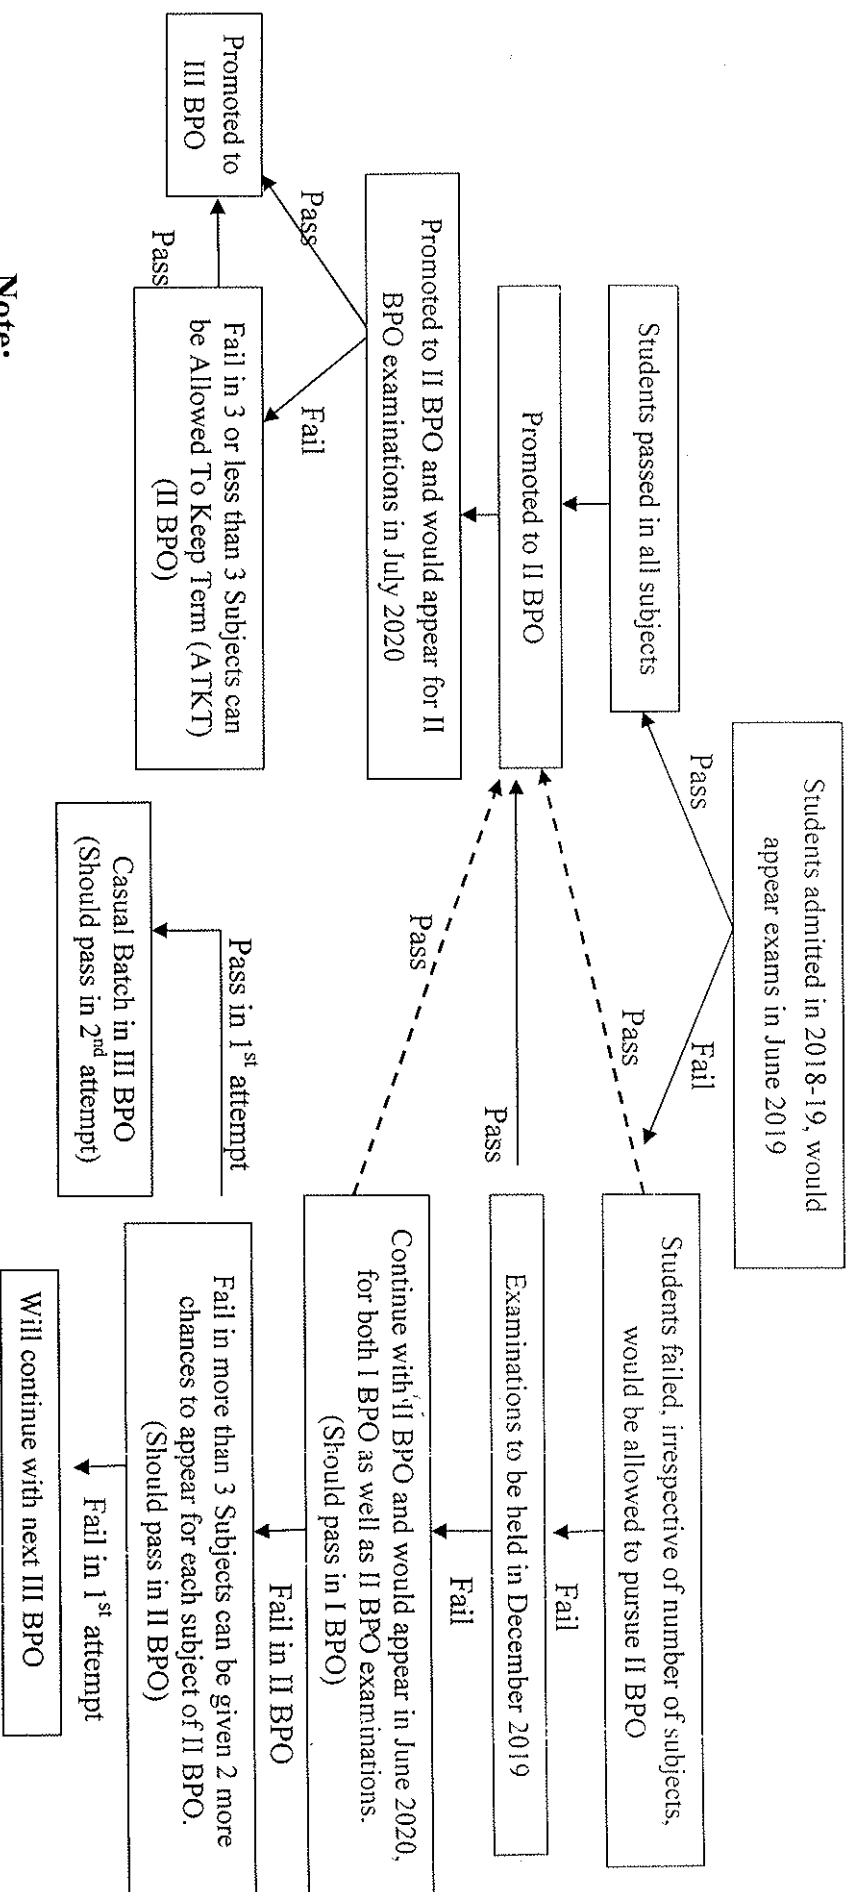 Students admitted in 2018-19, would
appear exams in June 2019
Pass
Fail
Students passed in all subjects
Students failed, irrespective of number of subjects,
would be allowed to pursue II BPO
Pass
Fail
Promoted to II BPO
Pass
Examinations to be held in December 2019
Fail
Promoted to II BPO and would appear for II
BPO examinations in July 2020
Pass
Continue with II BPO and would appear in June 2020,
for both I BPO as well as II BPO examinations.
(Should pass in I BPO)
Pass
Fail
Fail in II BPO
Promoted to
III BPO
Pass
Fail in 3 or less than 3 Subjects can
be Allowed To Keep Term (ATKT)
(II BPO)
Pass in 1st attempt
Fail in more than 3 Subjects can be given 2 more
chances to appear for each subject of II BPO.
(Should pass in II BPO)
Casual Batch in III BPO
(Should pass in 2nd attempt)
Fail in 1st attempt
Will continue with next III BPO
Note: